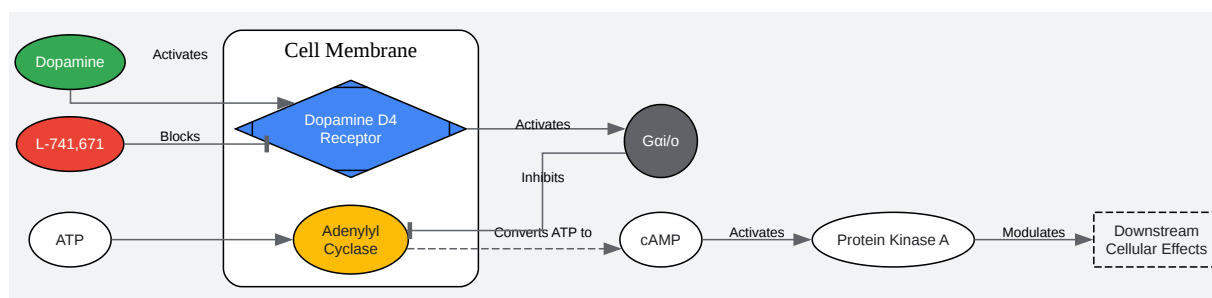 Cell Membrane
Dopamine
Activates
Dopamine D4
Receptor
L-741,671
Blocks
Activates
Gαi/o
Inhibits
ATP
Adenylyl
Cyclase
Converts ATP to
cAMP
Activates
Protein Kinase A
Modulates
Downstream
Cellular Effects